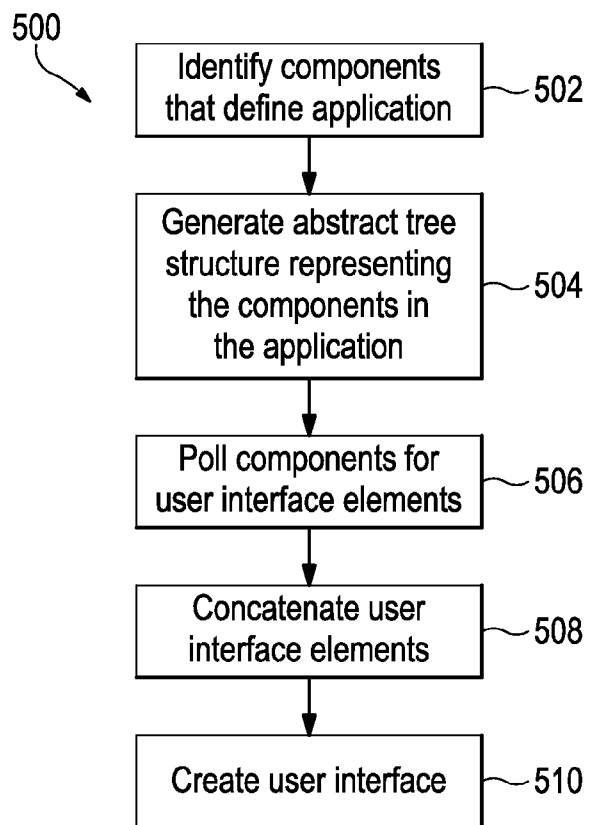 500
Identify components
that define application
502
Generate abstract tree
structure representing
the components in
the application
504
Poll components for
user interface elements
506
Concatenate user
interface elements
508
Create user interface
510